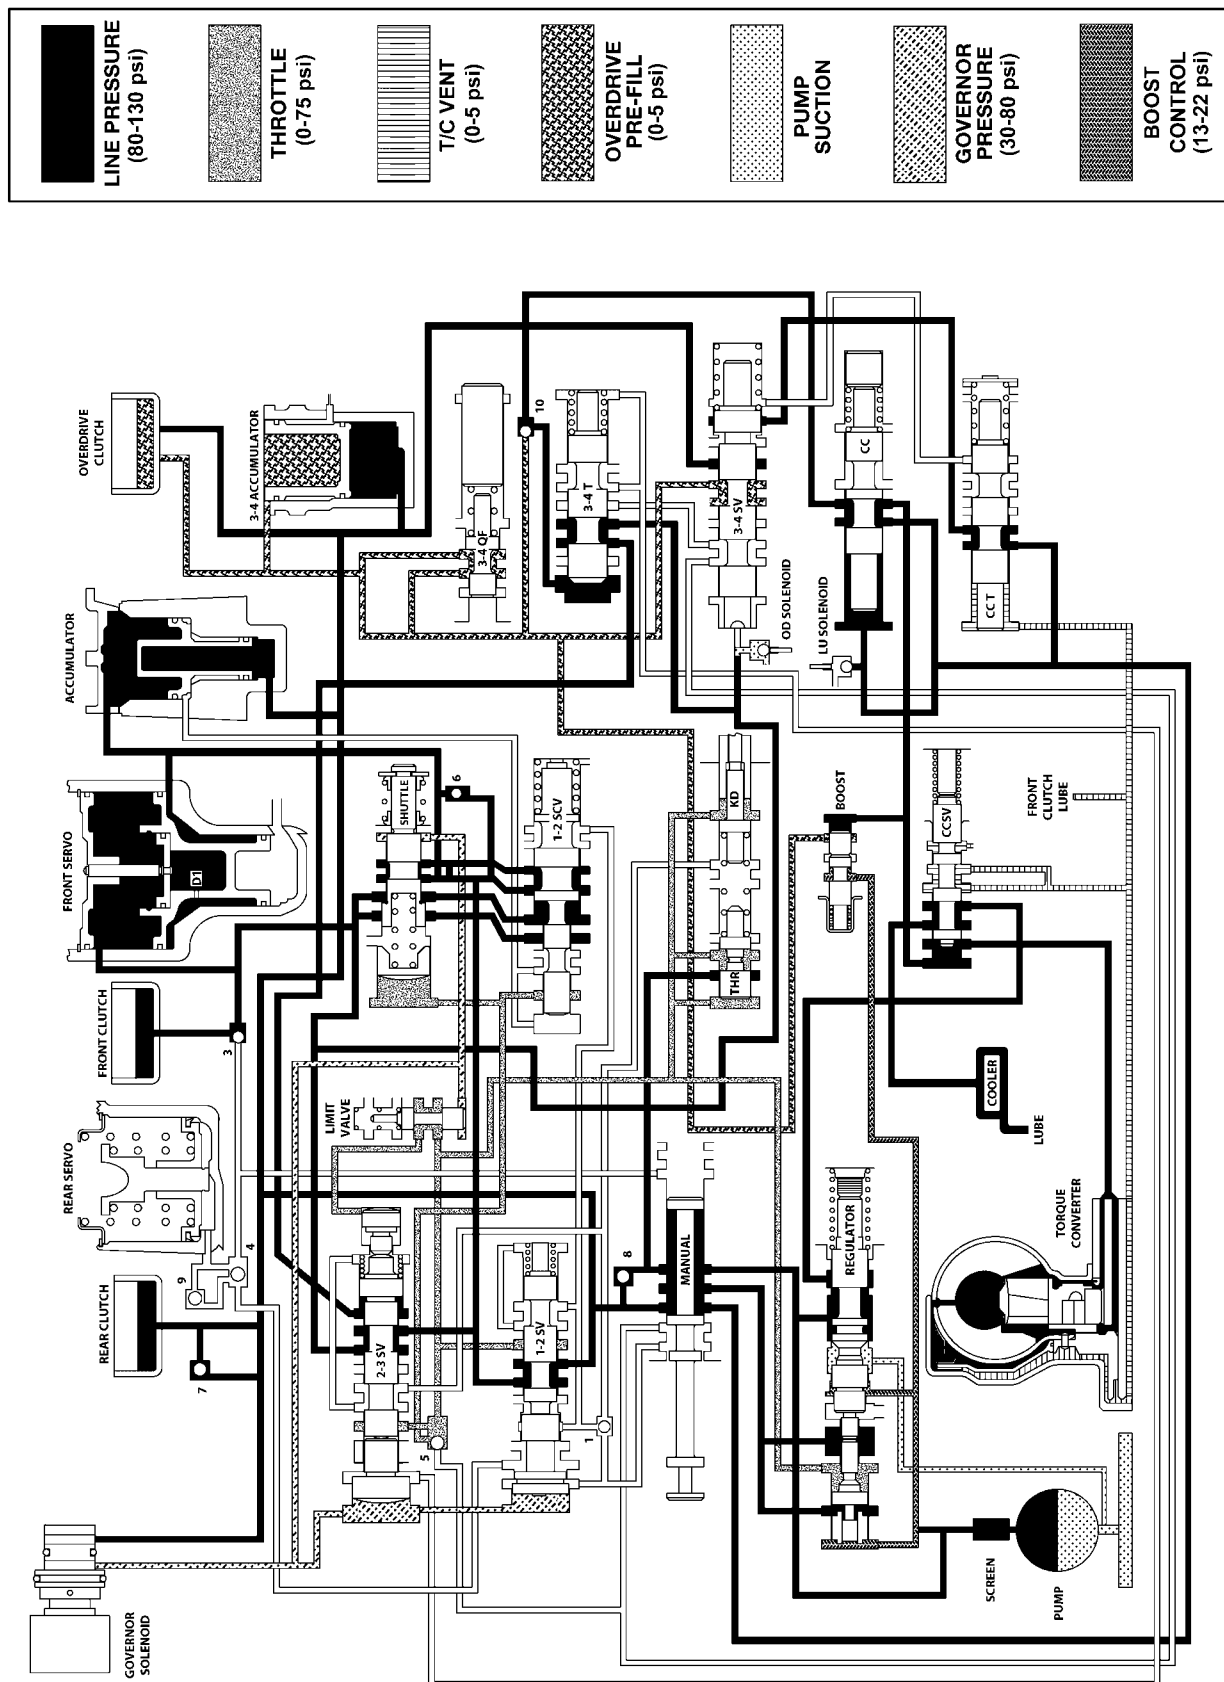 LINE PRESSURE
(80-130 psi)
THROTTLE
(0-75 psi)
T/C VENT
(0-5 psi)
OVERDRIVE
PRE-FILL
(0-5 psi)
PUMP
SUCTION
GOVERNOR
PRESSURE
(30-80 psi)
BOOST
CONTROL
(13-22 psi)
GOVERNOR
SOLENOID
REAR CLUTCH
7
REAR SERVO
9
4
FRONT CLUTCH
3
FRONT SERVO
D1
ACCUMULATOR
OVERDRIVE
CLUTCH
3-4 ACCUMULATOR
2-3 SV
5
LIMIT
VALVE
SHUTTLE
6
3-4 QF
10
1-2 SV
1
1-2 SCV
3-4 T
8
MANUAL
THR
KD
3-4 SV
OD SOLENOID
LU SOLENOID
REGULATOR
BOOST
CC
CCSV
CC T
SCREEN
PUMP
COOLER
LUBE
TORQUE
CONVERTER
FRONT
CLUTCH
LUBE